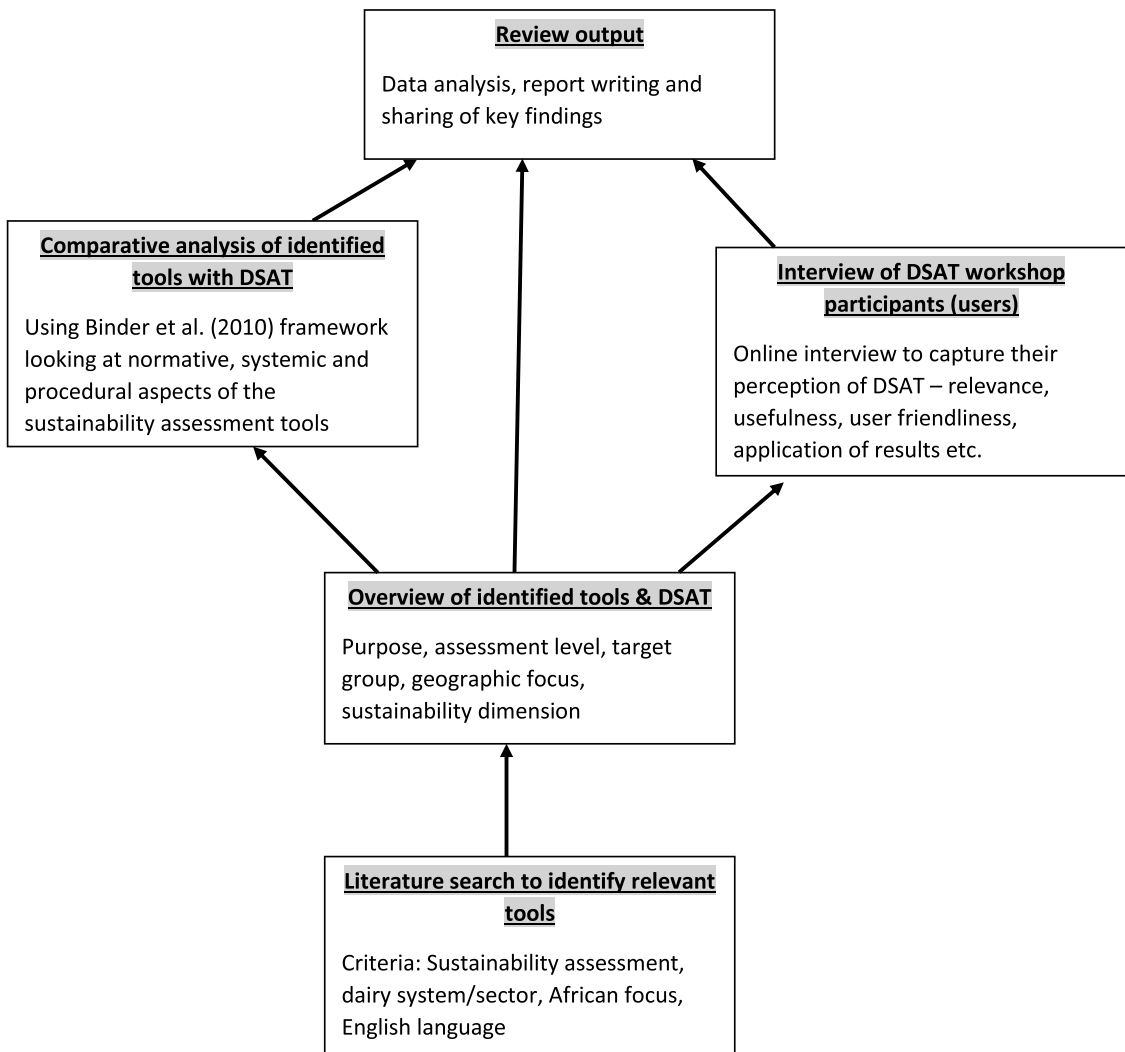 Review output
Data analysis, report writing and
sharing of key findings
Comparative analysis of identified
tools with DSAT
Using Binder et al. (2010) framework
looking at normative, systemic and
procedural aspects of the
sustainability assessment tools
Interview of DSAT workshop
participants (users)
Online interview to capture their
perception of DSAT – relevance,
usefulness, user friendliness,
application of results etc.
Overview of identified tools & DSAT
Purpose, assessment level, target
group, geographic focus,
sustainability dimension
Literature search to identify relevant
tools
Criteria: Sustainability assessment,
dairy system/sector, African focus,
English language